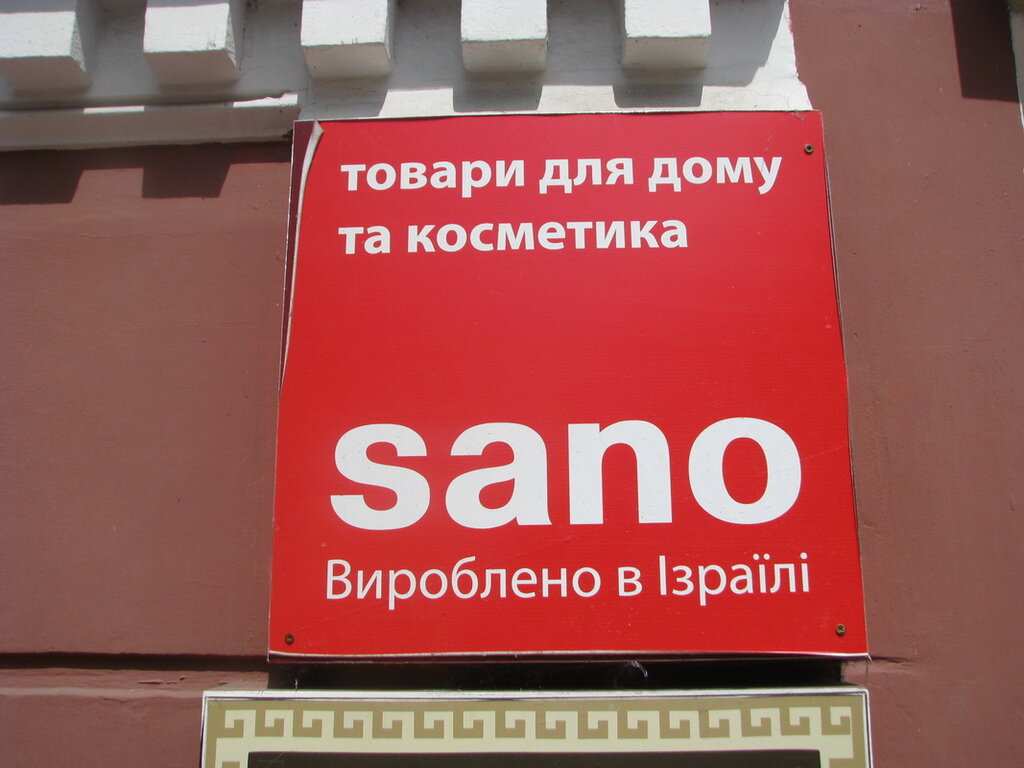 товари для дому
та косметика
sano
Вироблено в Ізраїлі